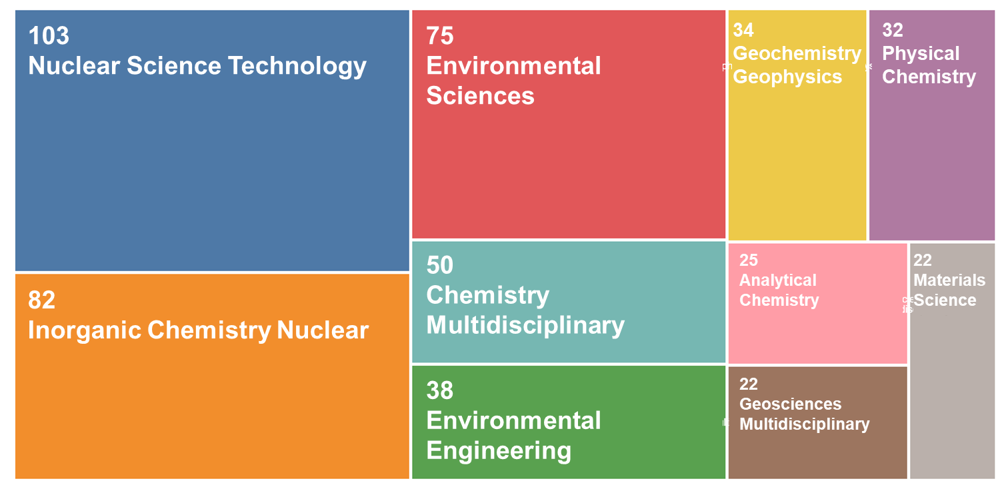 103
Nuclear Science Technology
82
Inorganic Chemistry Nuclear
75
Environmental
Sciences
50
Chemistry
Multidisciplinary
38
Environmental
Engineering
34
Geochemistry
Geophysics
32
Physical
Chemistry
25
Analytical
Chemistry
22
Geosciences
Multidisciplinary
22
Materials
Science